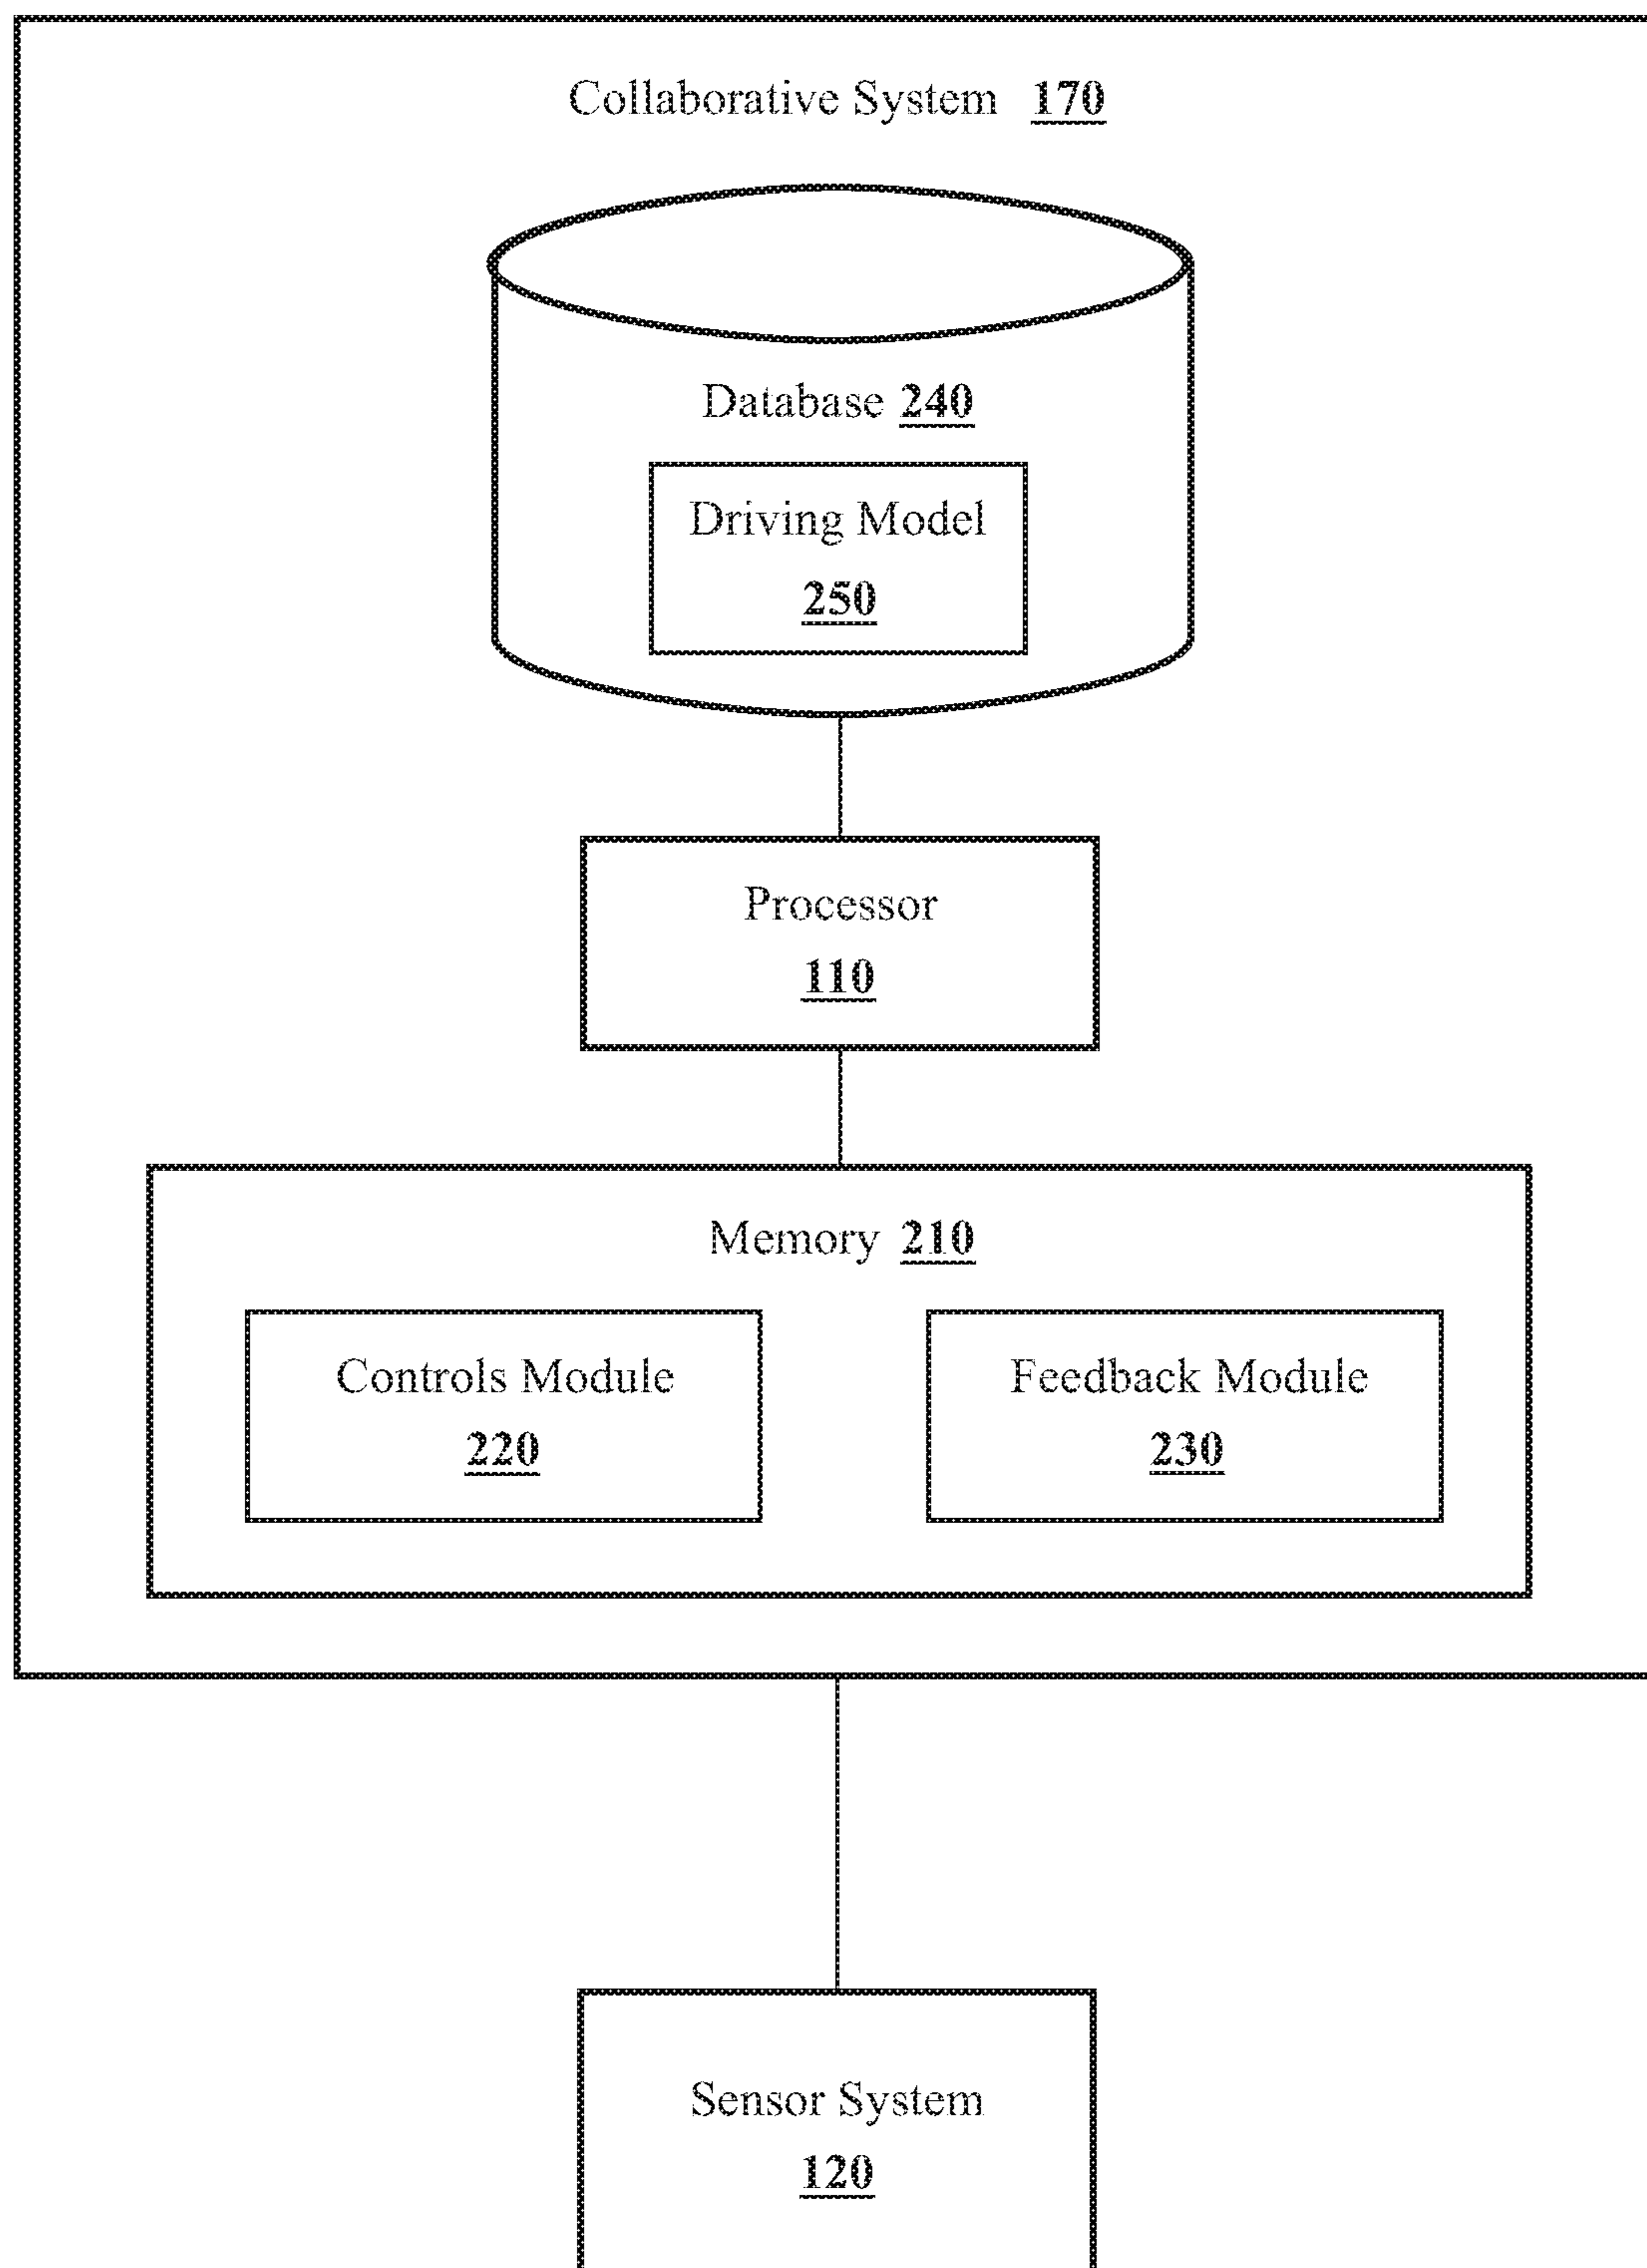 Collaborative System 170
Database 240
Driving Model
250
Processor
110
Memory 210
Controls Module
220
Feedback Module
230
Sensor System
120